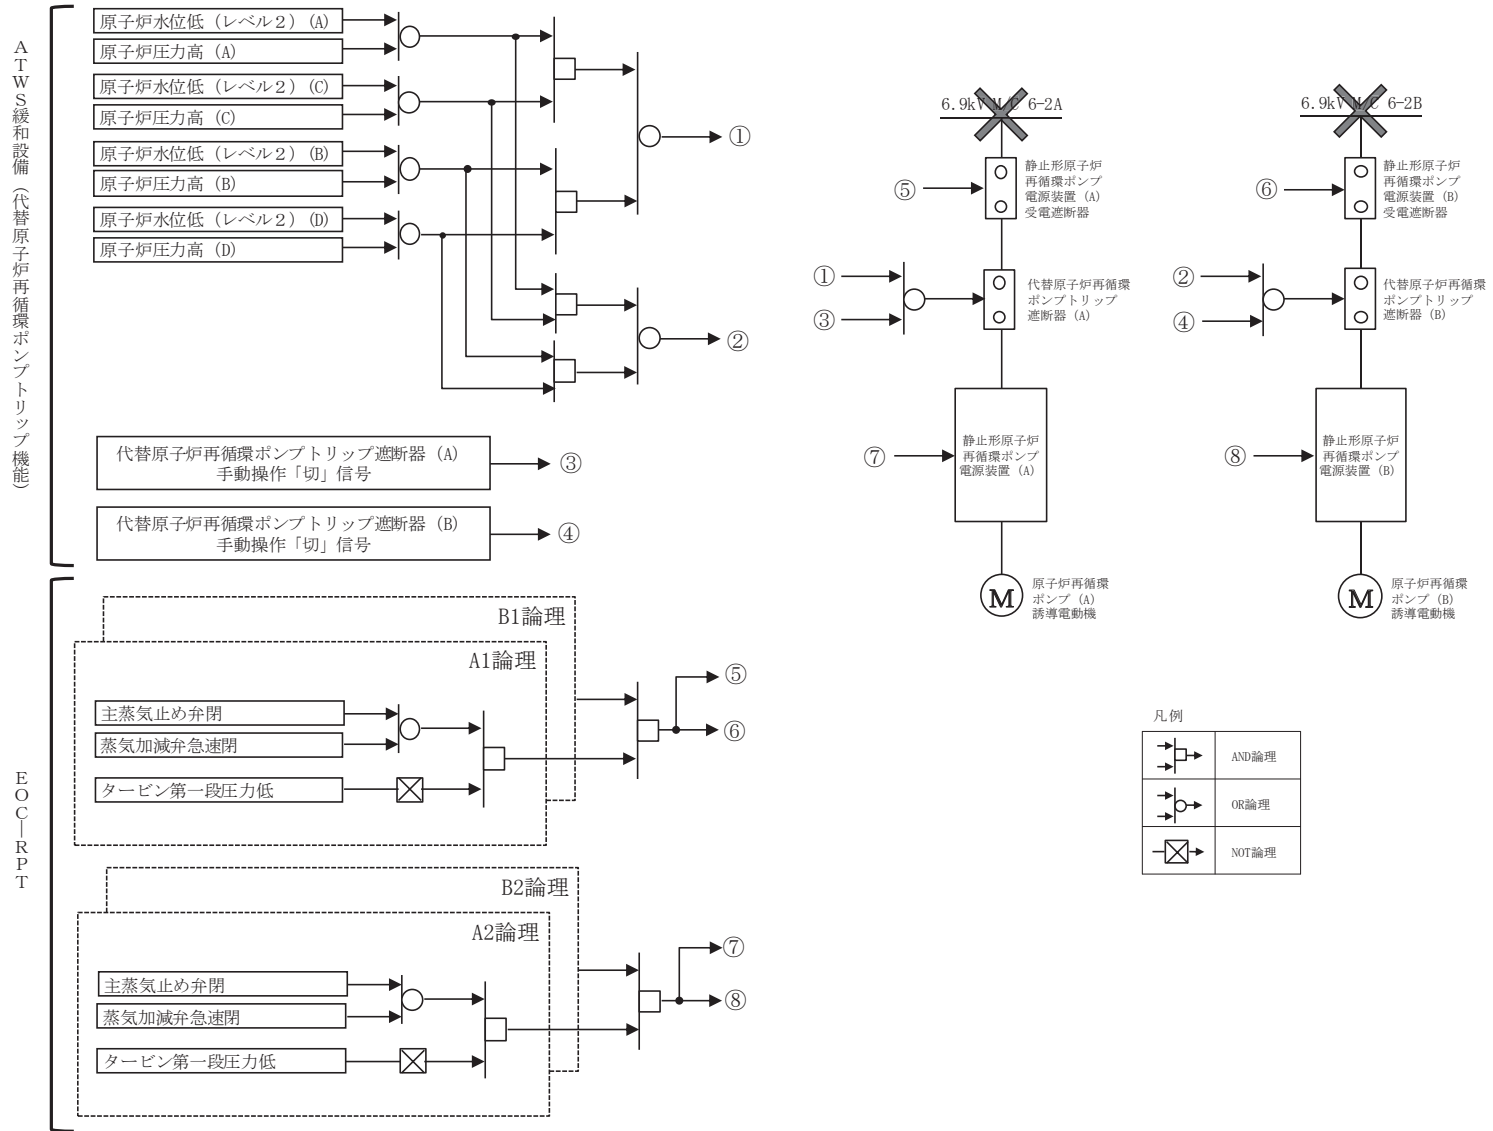 ATWS緩和設備（代替原子炉再循環ポンプトリップ機能）
原子炉水位低（レベル２）(A)
原子炉圧力高（A）
原子炉水位低（レベル２）(C)
原子炉圧力高（C）
原子炉水位低（レベル２）(B)
原子炉圧力高（B）
原子炉水位低（レベル２）(D)
原子炉圧力高（D）
①
②
代替原子炉再循環ポンプトリップ遮断器（A）
手動操作「切」信号
③
代替原子炉再循環ポンプトリップ遮断器（B）
手動操作「切」信号
④
EOC―RPT
B1論理
A1論理
主蒸気止め弁閉
蒸気加減弁急速閉
タービン第一段圧力低
⑤
⑥
B2論理
A2論理
主蒸気止め弁閉
蒸気加減弁急速閉
タービン第一段圧力低
⑦
⑧
6.9kV M/C 6-2A
⑤
静止形原子炉
再循環ポンプ
電源装置（A）
受電遮断器
①
③
代替原子炉再循環
ポンプトリップ
遮断器（A）
⑦
静止形原子炉
再循環ポンプ
電源装置（A）
M
原子炉再循環
ポンプ（A）
誘導電動機
6.9kV M/C 6-2B
⑥
静止形原子炉
再循環ポンプ
電源装置（B）
受電遮断器
②
④
代替原子炉再循環
ポンプトリップ
遮断器（B）
⑧
静止形原子炉
再循環ポンプ
電源装置（B）
M
原子炉再循環
ポンプ（B）
誘導電動機
凡例
AND論理
OR論理
NOT論理